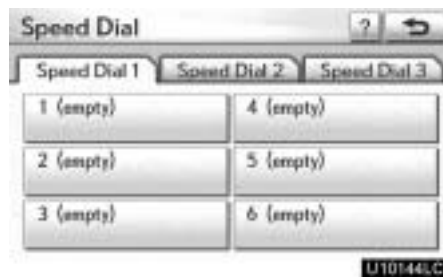 Speed Dial ?
Speed Dial 1 Speed Dial 2 Speed Dial 3
1 (empty) 4 (empty)
2 (empty) 5 (empty)
3 (empty) 6 (empty)
U10144LC